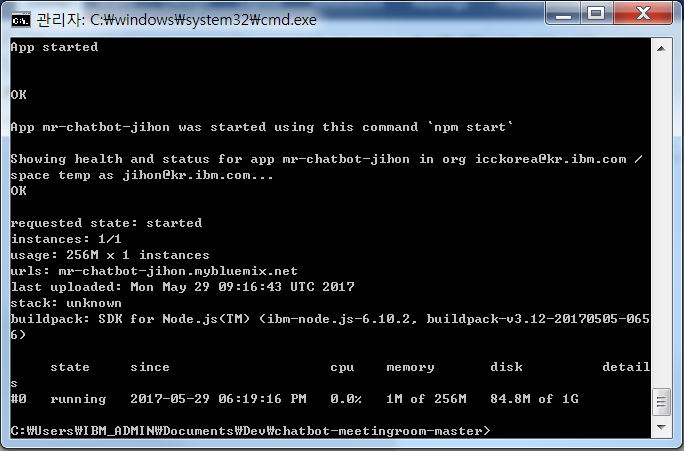 관리자: C:₩windows₩system32₩cmd.exe
App started
OK
App mr-chatbot-jihon was started using this command `npm start`
Showing health and status for app mr-chatbot-jihon in org icckorea@kr.ibm.com /
space temp as jihon@kr.ibm.com...
OK
requested state: started
instances: 1/1
usage: 256M x 1 instances
urls: mr-chatbot-jihon.mybluemix.net
last uploaded: Mon May 29 09:16:43 UTC 2017
stack: unknown
buildpack: SDK for Node.js(TM) (ibm-node.js-6.10.2, buildpack-v3.12-20170505-065
6)
state since cpu memory disk detail
s
#0 running 2017-05-29 06:19:16 PM 0.0% 1M of 256M 84.8M of 1G
C:₩Users₩IBM_ADMIN₩Documents₩Dev₩chatbot-meetingroom-master>